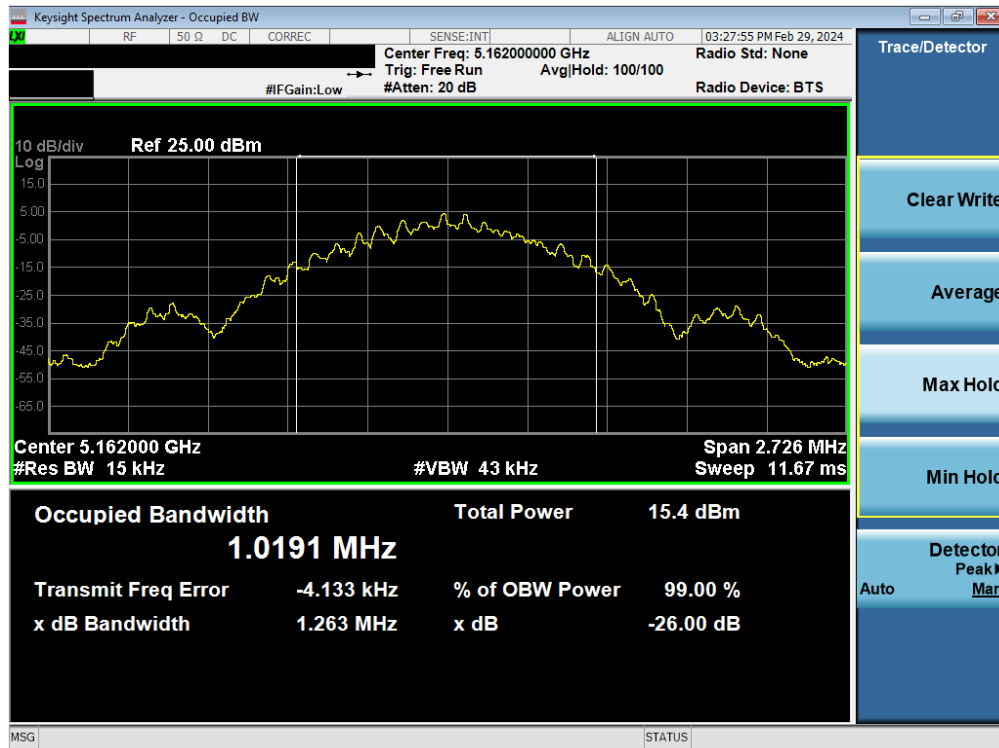 Keysight Spectrum Analyzer - Occupied BW
LXI RF 50 Ω DC CORREC SENSE:INT ALIGN AUTO 03:27:55 PM Feb 29, 2024
Center Freq: 5.162000000 GHz Radio Std: None
Trig: Free Run Avg|Hold: 100/100
#IFGain:Low #Atten: 20 dB Radio Device: BTS
10 dB/div Ref 25.00 dBm
Log
15.0
5.00
-5.00
-15.0
-25.0
-35.0
-45.0
-55.0
-65.0
Center 5.162000 GHz Span 2.726 MHz
#Res BW 15 kHz #VBW 43 kHz Sweep 11.67 ms
Occupied Bandwidth Total Power 15.4 dBm
1.0191 MHz
Transmit Freq Error -4.133 kHz % of OBW Power 99.00 %
x dB Bandwidth 1.263 MHz x dB -26.00 dB
MSG STATUS
Trace/Detector
Clear Write
Average
Max Hold
Min Hold
Detector
Peak
Auto Man